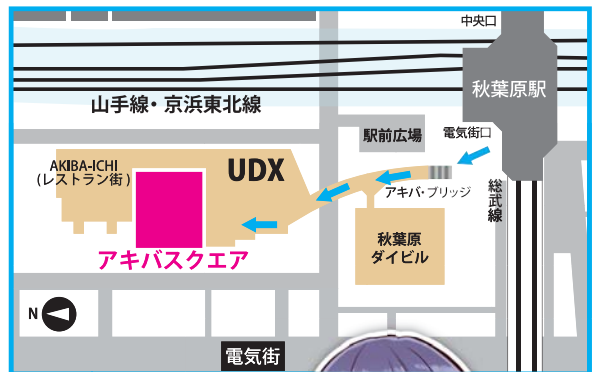 中央口
秋葉原駅
山手線・京浜東北線
駅前広場
電気街口
AKIBA-ICHI
(レストラン街)
UDX
アキバ・ブリッジ
総武線
アキバスクエア
秋葉原
ダイビル
N
電気街